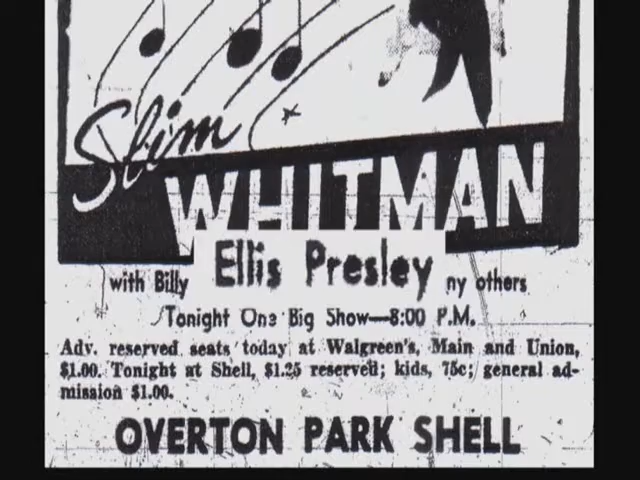 Slim
WHITMAN
with Billy Ellis Presley ny others
Tonight One Big Show—8:00 P.M.
Adv. reserved seats today at Walgreen's, Main and Union,
$1.00. Tonight at Shell, $1.25 reserved; kids, 75c; general ad-
mission $1.00.
OVERTON PARK SHELL